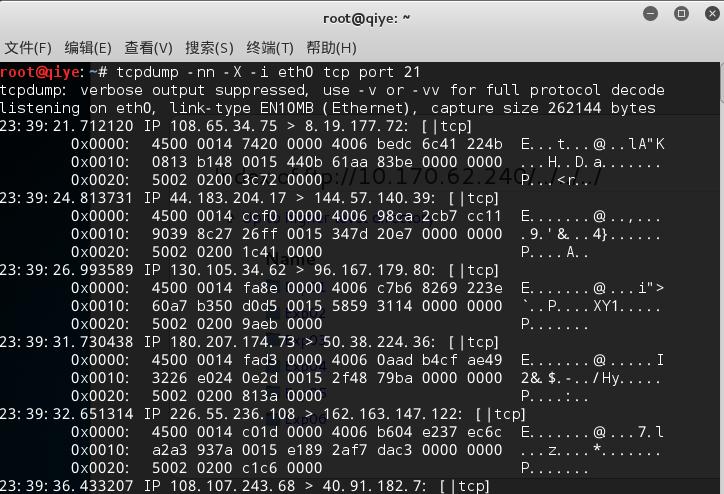 root@qiye: ~
文件(F) 编辑(E) 查看(V) 搜索(S) 终端(T) 帮助(H)
root@qiye:~# tcpdump -nn -X -i eth0 tcp port 21
tcpdump: verbose output suppressed, use -v or -vv for full protocol decode
listening on eth0, link-type EN10MB (Ethernet), capture size 262144 bytes
23:39:21.712120 IP 108.65.34.75 > 8.19.177.72: [|tcp]
0x0000: 4500 0014 7420 0000 4006 bedc 6c41 224b E...t...@..lA"K
0x0010: 0813 b148 0015 440b 61aa 83be 0000 0000 ...H..D.a.......
0x0020: 5002 0200 3c72 0000 P...<r..
23:39:24.813731 IP 44.183.204.17 > 144.57.140.39: [|tcp]
0x0000: 4500 0014 ccf0 0000 4006 98ca 2cb7 cc11 E.......@..,...
0x0010: 9039 8c27 26ff 0015 347d 20e7 0000 0000 .9.'&...4}......
0x0020: 5002 0200 1c41 0000 P....A..
23:39:26.993589 IP 130.105.34.62 > 96.167.179.80: [|tcp]
0x0000: 4500 0014 fa8e 0000 4006 c7b6 8269 223e E.......@...i">
0x0010: 60a7 b350 d0d5 0015 5859 3114 0000 0000 `..P....XY1.....
0x0020: 5002 0200 9aeb 0000 P.......
23:39:31.730438 IP 180.207.174.73 > 50.38.224.36: [|tcp]
0x0000: 4500 0014 fad3 0000 4006 0aad b4cf ae49 E.......@.....I
0x0010: 3226 e024 0e2d 0015 2f48 79ba 0000 0000 2&.$.-../Hy.....
0x0020: 5002 0200 813a 0000 P....:..
23:39:32.651314 IP 226.55.236.108 > 162.163.147.122: [|tcp]
0x0000: 4500 0014 c01d 0000 4006 b604 e237 ec6c E.......@...7.l
0x0010: a2a3 937a 0015 e189 2af7 dac3 0000 0000 ...z....*.......
0x0020: 5002 0200 c1c6 0000 P.......
23:39:36.433207 IP 108.107.243.68 > 40.91.182.7: [|tcp]